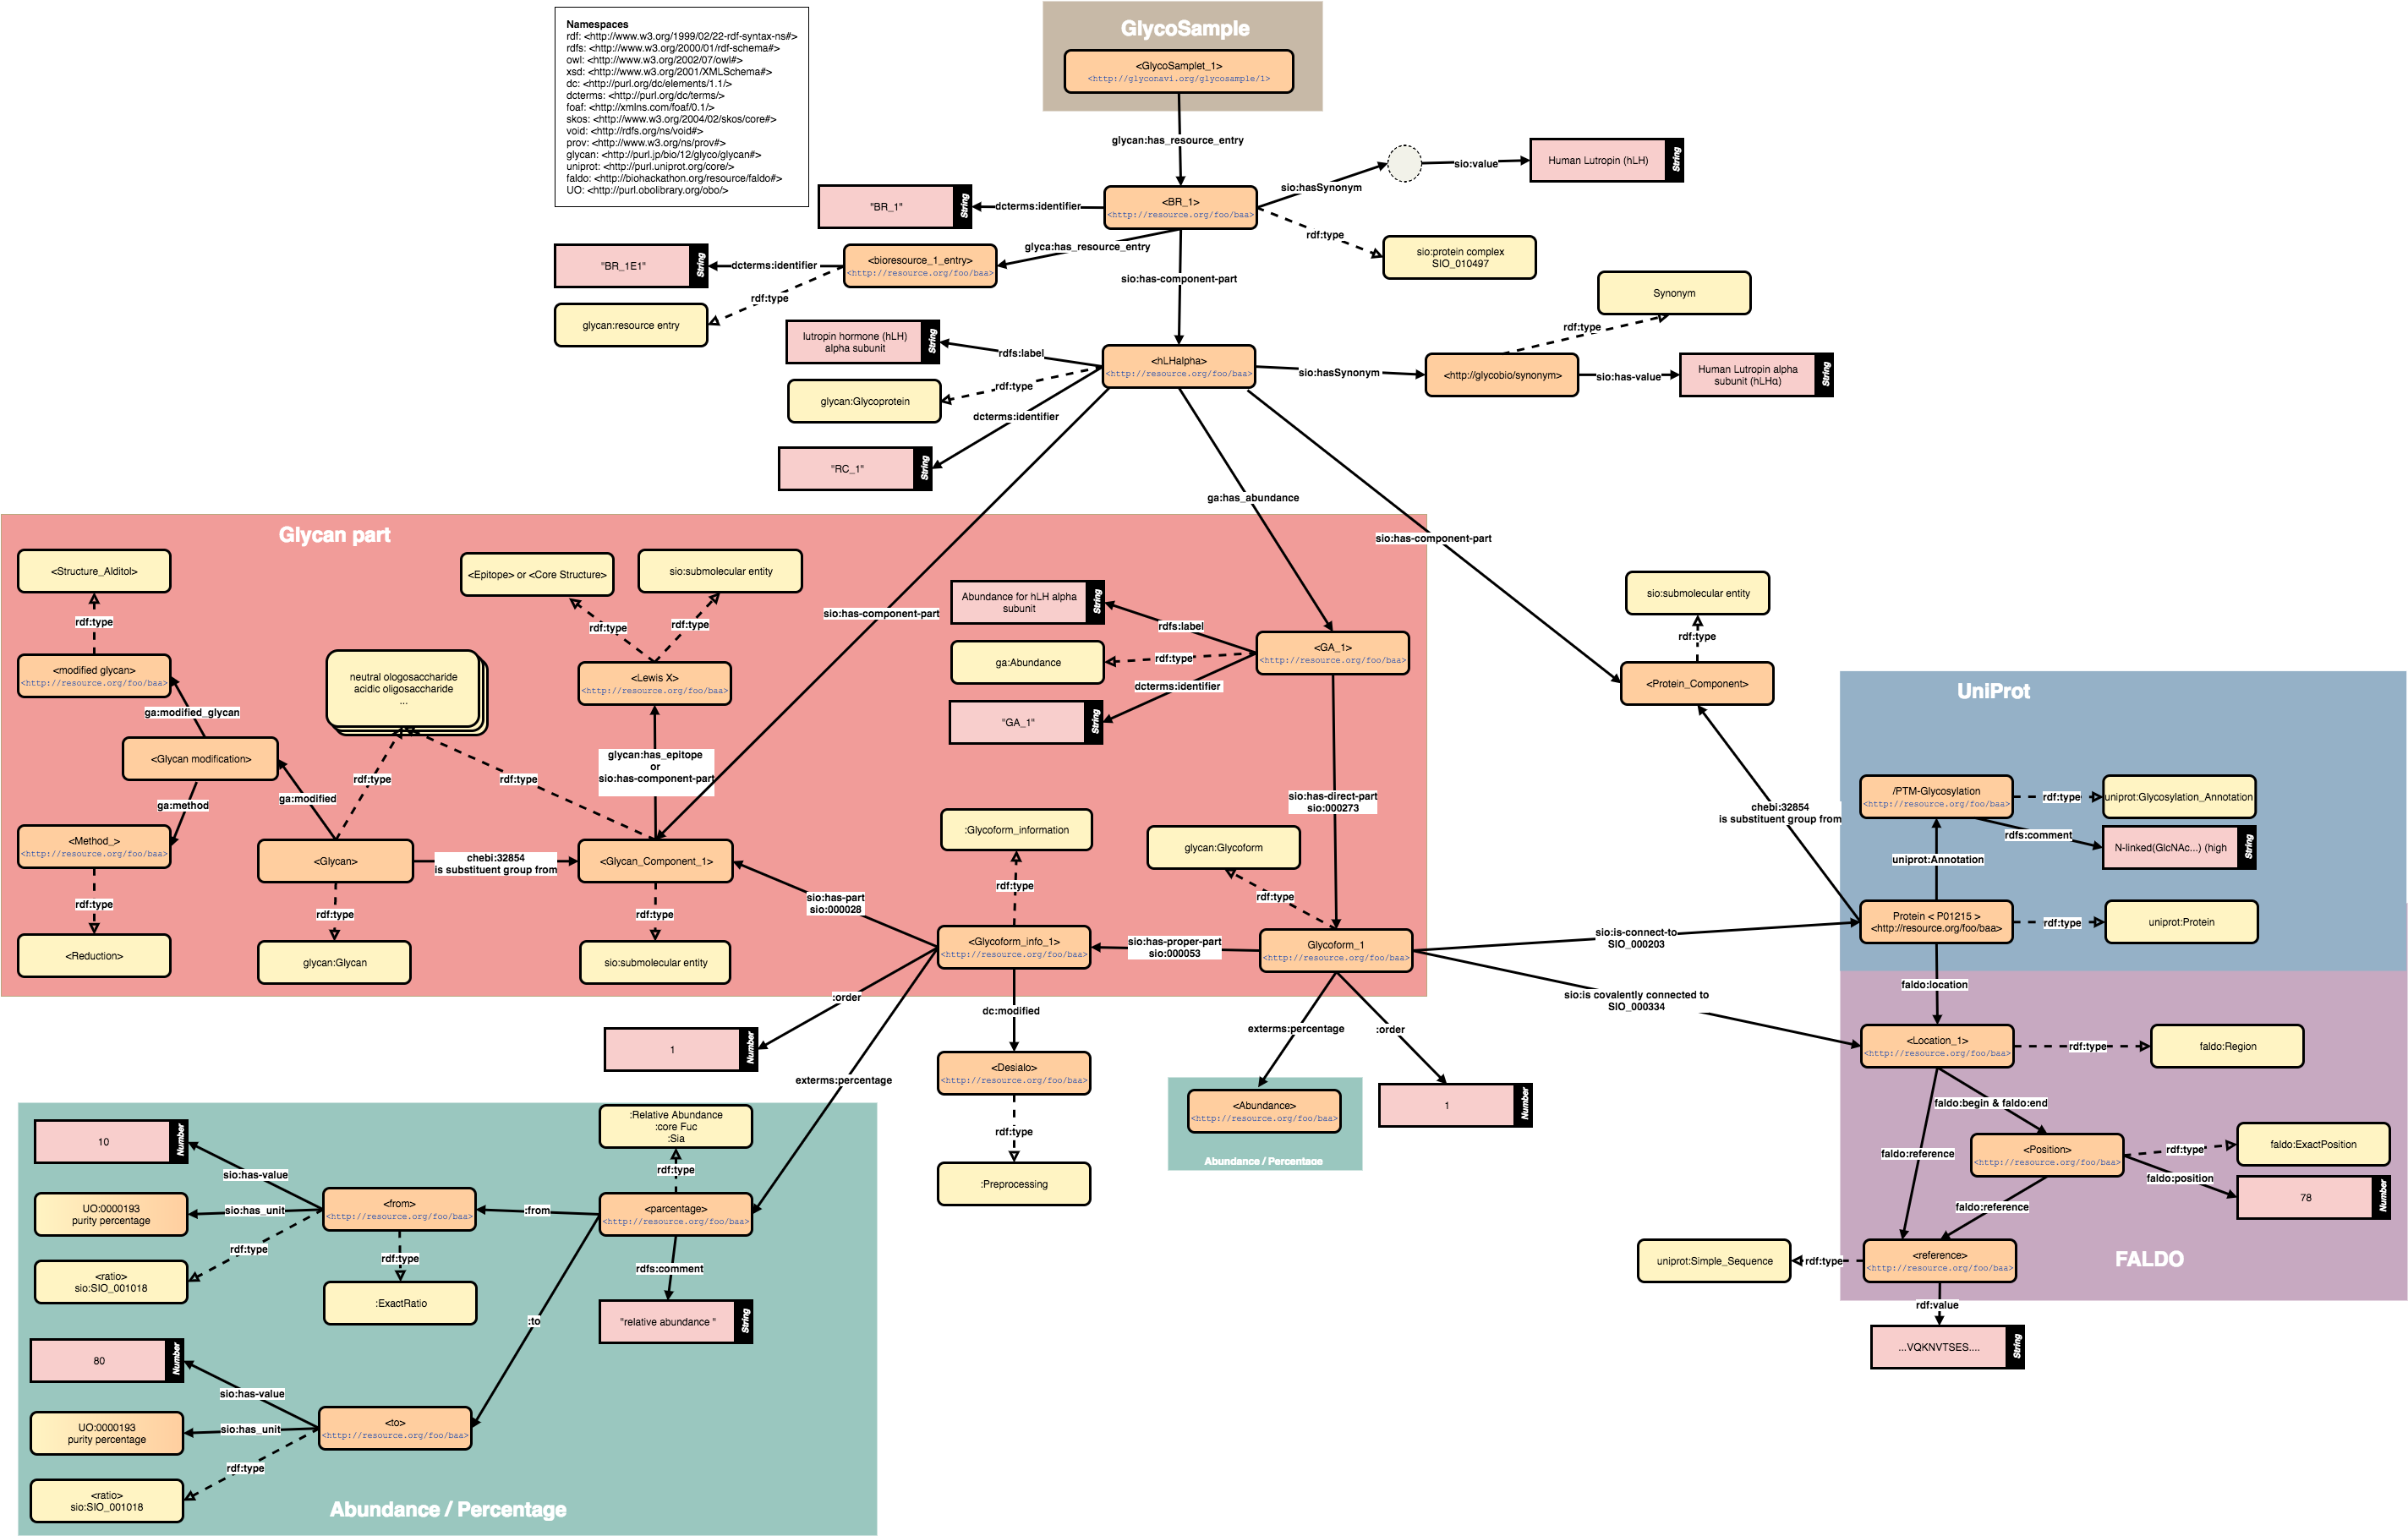 Namespaces
rdf: <http://www.w3.org/1999/02/22-rdf-syntax-ns#>
rdfs: <http://www.w3.org/2000/01/rdf-schema#>
owl: <http://www.w3.org/2002/07/owl#>
xsd: <http://www.w3.org/2001/XMLSchema#>
dc: <http://purl.org/dc/elements/1.1/>
dcterms: <http://purl.org/dc/terms/>
foaf: <http://xmlns.com/foaf/0.1/>
skos: <http://www.w3.org/2004/02/skos/core#>
void: <http://rdfs.org/ns/void#>
prov: <http://www.w3.org/ns/prov#>
glycan: <http://purl.jp/bio/12/glyco/glycan#>
uniprot: <http://purl.uniprot.org/core/>
faldo: <http://biohackathon.org/resource/faldo#>
UO: <http://purl.obolibrary.org/obo/>
GlycoSample
<GlycoSamplet_1>
<http://glyconavi.org/glycosample/1>
glycan:has_resource_entry
sio:hasSynonym
sio:value
Human Lutropin (hLH)
String
"BR_1"
String
dcterms:identifier
<BR_1>
<http://resource.org/foo/baa>
rdf:type
sio:protein complex
SIO_010497
glyca:has_resource_entry
"BR_1E1"
String
dcterms:identifier
<bioresource_1_entry>
<http://resource.org/foo/baa>
rdf:type
glycan:resource entry
sio:has-component-part
Synonym
rdf:type
lutropin hormone (hLH)
alpha subunit
String
rdfs:label
<hLHalpha>
<http://resource.org/foo/baa>
sio:hasSynonym
<http://glycobio/synonym>
sio:has-value
Human Lutropin alpha
subunit (hLHα)
String
glycan:Glycoprotein
rdf:type
dcterms:identifier
"RC_1"
String
ga:has_abundance
sio:has-component-part
sio:has-component-part
Glycan part
<Structure_Alditol>
rdf:type
<modified glycan>
<http://resource.org/foo/baa>
ga:modified_glycan
<Glycan modification>
ga:method
ga:modified
<Method_>
<http://resource.org/foo/baa>
rdf:type
<Reduction>
neutral ologosaccharide
acidic oligosaccharide
...
rdf:type
rdf:type
<Epitope> or <Core Structure>
sio:submolecular entity
rdf:type
rdf:type
<Lewis X>
<http://resource.org/foo/baa>
glycan:has_epitope
or
sio:has-component-part
<Glycan>
chebi:32854
is substituent group from
<Glycan_Component_1>
rdf:type
glycan:Glycan
rdf:type
sio:submolecular entity
Abundance for hLH alpha
subunit
String
rdfs:label
ga:Abundance
rdf:type
<GA_1>
<http://resource.org/foo/baa>
dcterms:identifier
"GA_1"
String
sio:has-direct-part
sio:000273
:Glycoform_information
rdf:type
glycan:Glycoform
rdf:type
sio:has-part
sio:000028
<Glycoform_info_1>
<http://resource.org/foo/baa>
sio:has-proper-part
sio:000053
Glycoform_1
<http://resource.org/foo/baa>
sio:submolecular entity
rdf:type
<Protein_Component>
chebi:32854
is substituent group from
sio:is-connect-to
SIO_000203
sio:is covalently connected to
SIO_000334
UniProt
/PTM-Glycosylation
<http://resource.org/foo/baa>
rdf:type
uniprot:Glycosylation_Annotation
rdfs:comment
N-linked(GlcNAc...) (high
String
uniprot:Annotation
Protein < P01215 >
<http://resource.org/foo/baa>
rdf:type
uniprot:Protein
faldo:location
<Location_1>
<http://resource.org/foo/baa>
rdf:type
faldo:Region
faldo:begin & faldo:end
faldo:reference
<Position>
<http://resource.org/foo/baa>
rdf:type
faldo:ExactPosition
faldo:position
78
Number
faldo:reference
uniprot:Simple_Sequence
rdf:type
<reference>
<http://resource.org/foo/baa>
FALDO
rdf:value
...VQKNVTSES....
String
:order
1
Number
dc:modified
<Desialo>
<http://resource.org/foo/baa>
rdf:type
:Preprocessing
exterms:percentage
exterms:percentage
:order
<Abundance>
<http://resource.org/foo/baa>
Abundance / Percentage
1
Number
10
Number
sio:has-value
UO:0000193
purity percentage
sio:has_unit
<from>
<http://resource.org/foo/baa>
rdf:type
<ratio>
sio:SIO_001018
rdf:type
:ExactRatio
:from
:Relative Abundance
:core Fuc
:Sia
rdf:type
<parcentage>
<http://resource.org/foo/baa>
rdfs:comment
"relative abundance "
String
:to
80
Number
sio:has-value
UO:0000193
purity percentage
sio:has_unit
<to>
<http://resource.org/foo/baa>
rdf:type
<ratio>
sio:SIO_001018
Abundance / Percentage